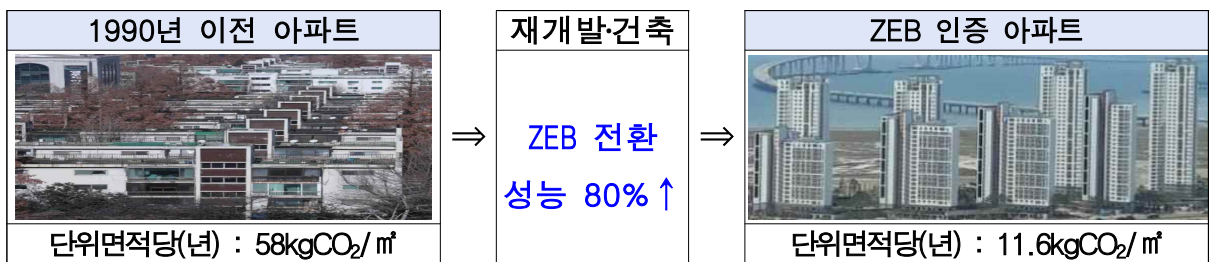 1990년 이전 아파트
단위면적당(년) : 58kgCO₂/㎡
⇒
재개발·건축
ZEB 전환
성능 80%↑
⇒
ZEB 인증 아파트
단위면적당(년) : 11.6kgCO₂/㎡